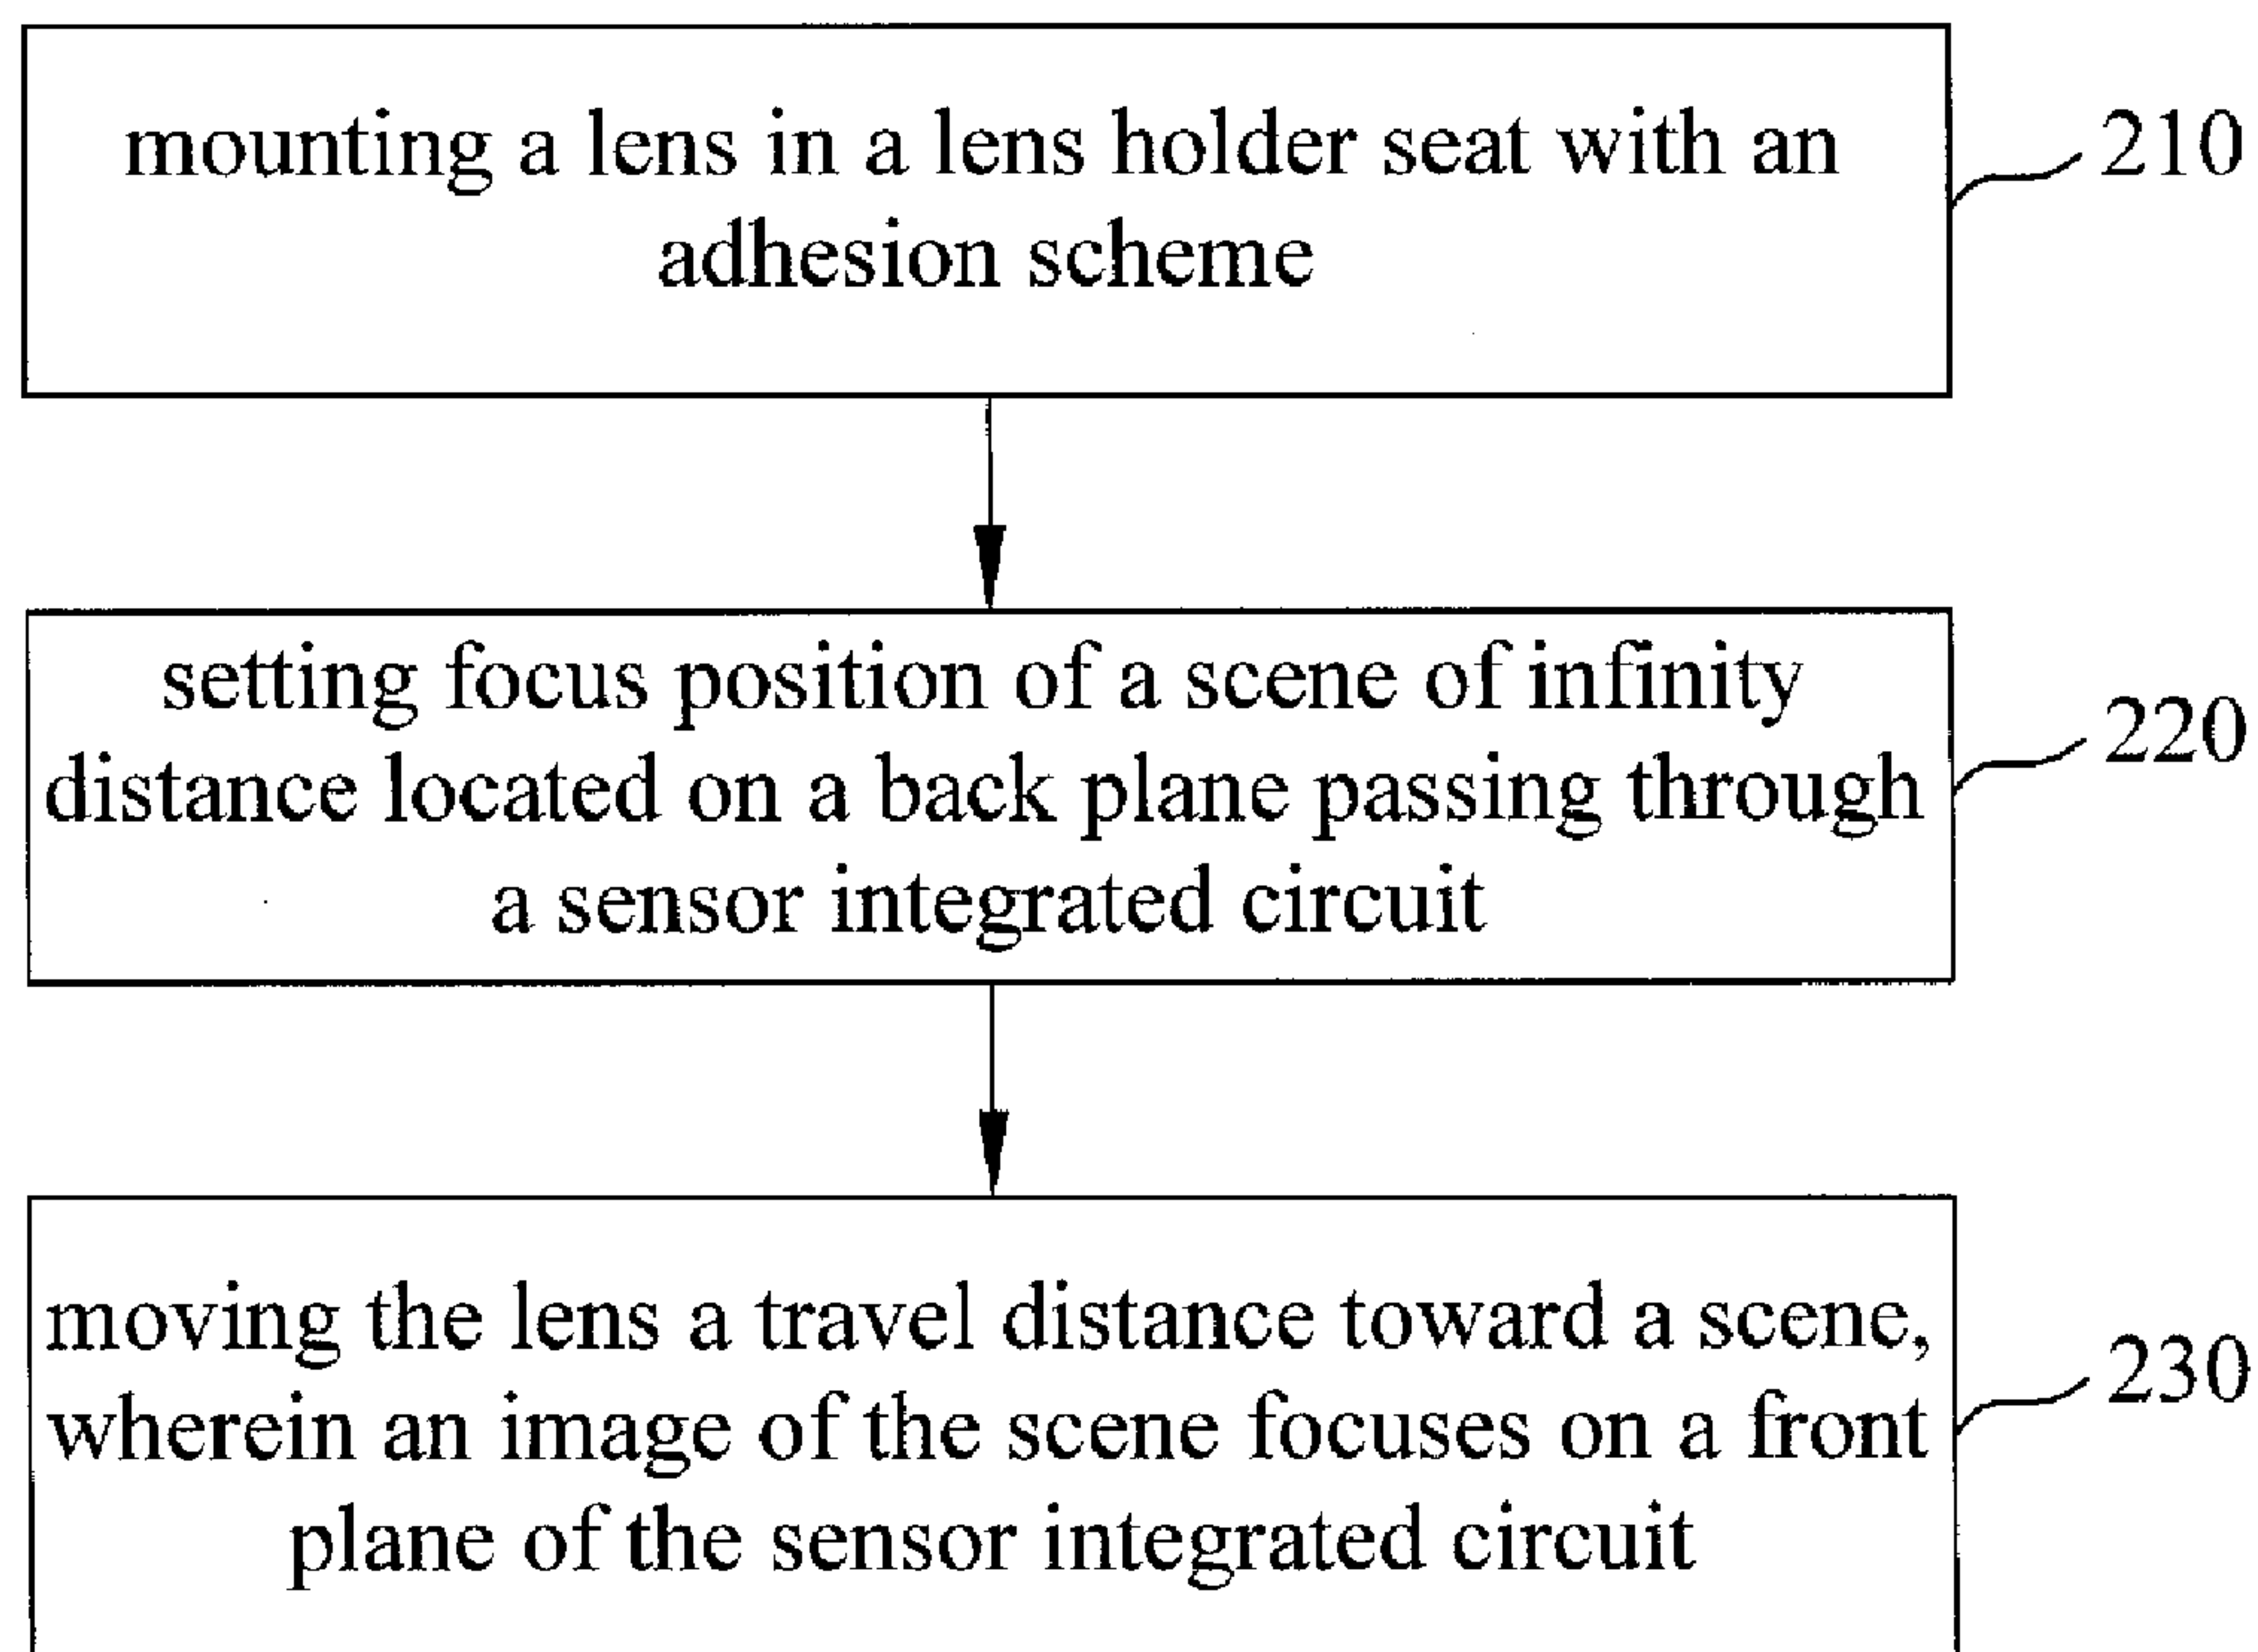 mounting a lens in a lens holder seat with an
adhesion scheme
210
setting focus position of a scene of infinity
distance located on a back plane passing through
a sensor integrated circuit
220
moving the lens a travel distance toward a scene,
wherein an image of the scene focuses on a front
plane of the sensor integrated circuit
230